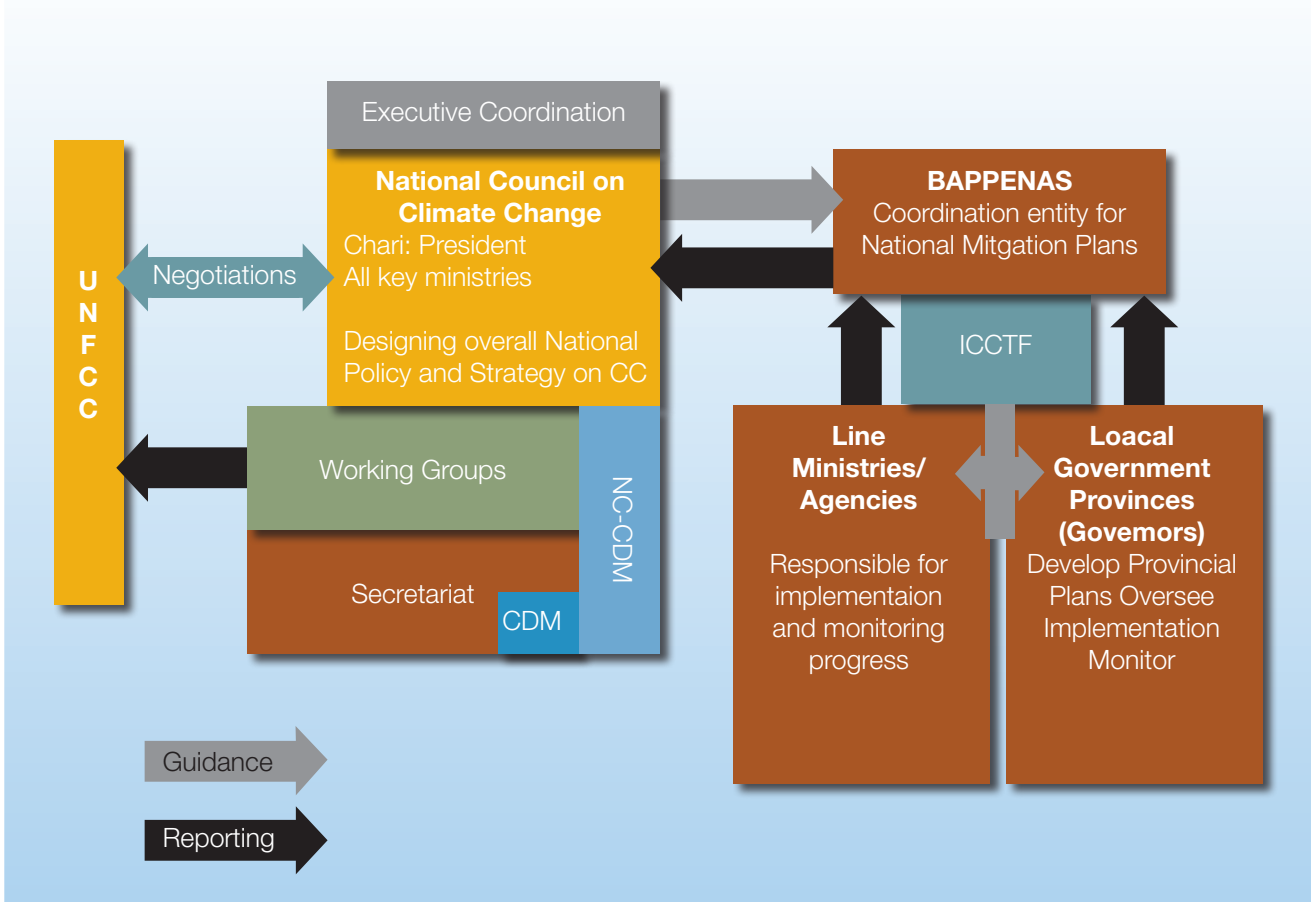 Executive Coordination
National Council on
Climate Change
Chari: President
All key ministries
Designing overall National
Policy and Strategy on CC
U
N
F
C
C
Negotiations
Working Groups
Secretariat
CDM
NC-CDM
BAPPENAS
Coordination entity for
National Mitgation Plans
ICCTF
Line
Ministries/
Agencies
Responsible for
implementaion
and monitoring
progress
Loacal
Government
Provinces
(Govemors)
Develop Provincial
Plans Oversee
Implementation
Monitor
Guidance
Reporting